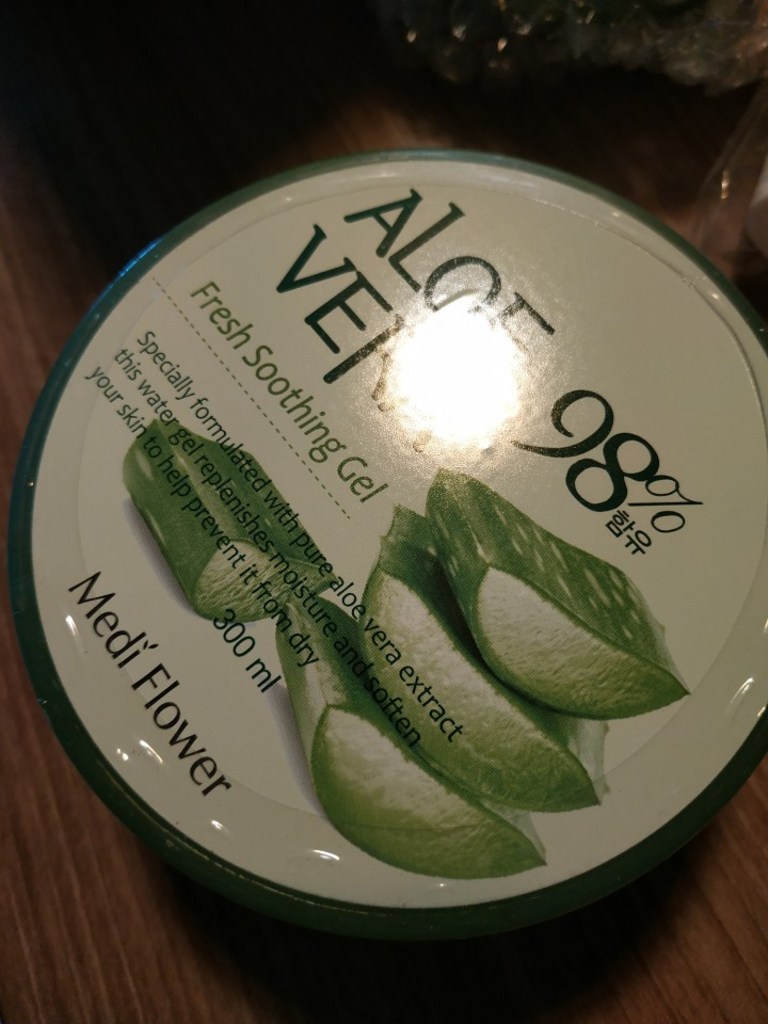 ALOE
VERA
98%
함유
Fresh Soothing Gel
Specially formulated with pure aloe vera extract
this water gel replenishes moisture and soften
your skin to help prevent it from dry
300 ml
Medi Flower